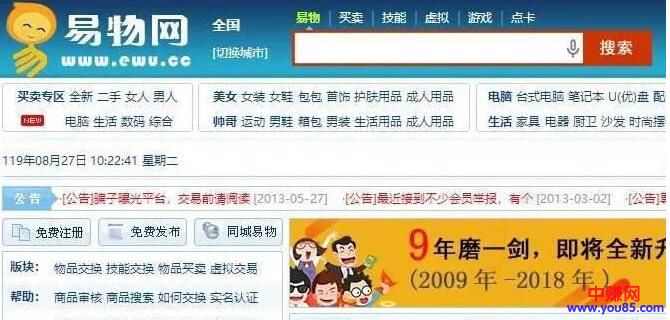 易物网
www.ewu.cc
全国
[切换城市]
易物 买卖 技能 虚拟 游戏 点卡
搜索
买卖专区 全新 二手 女人 男人
NEW 电脑 生活 数码 综合
美女 女装 女鞋 包包 首饰 护肤用品 成人用品
帅哥 运动 男鞋 箱包 男装 生活用品 成人用品
电脑 台式电脑 笔记本 U(优)盘 配
生活 家具 电器 厨卫 沙发 时尚摆
119年08月27日 10:22:41 星期二
公告 ·[公告]骗子曝光平台，交易前请阅读 [2013-05-27] ·[公告]最近接到不少会员举报，有个 [2013-03-02] ·[公告]
免费注册 免费发布 同城易物
版块： 物品交换 技能交换 物品买卖 虚拟交易
帮助： 商品审核 商品搜索 如何交换 实名认证
9年磨一剑，即将全新升
(2009年-2018年)
中赚网
www.you85.com